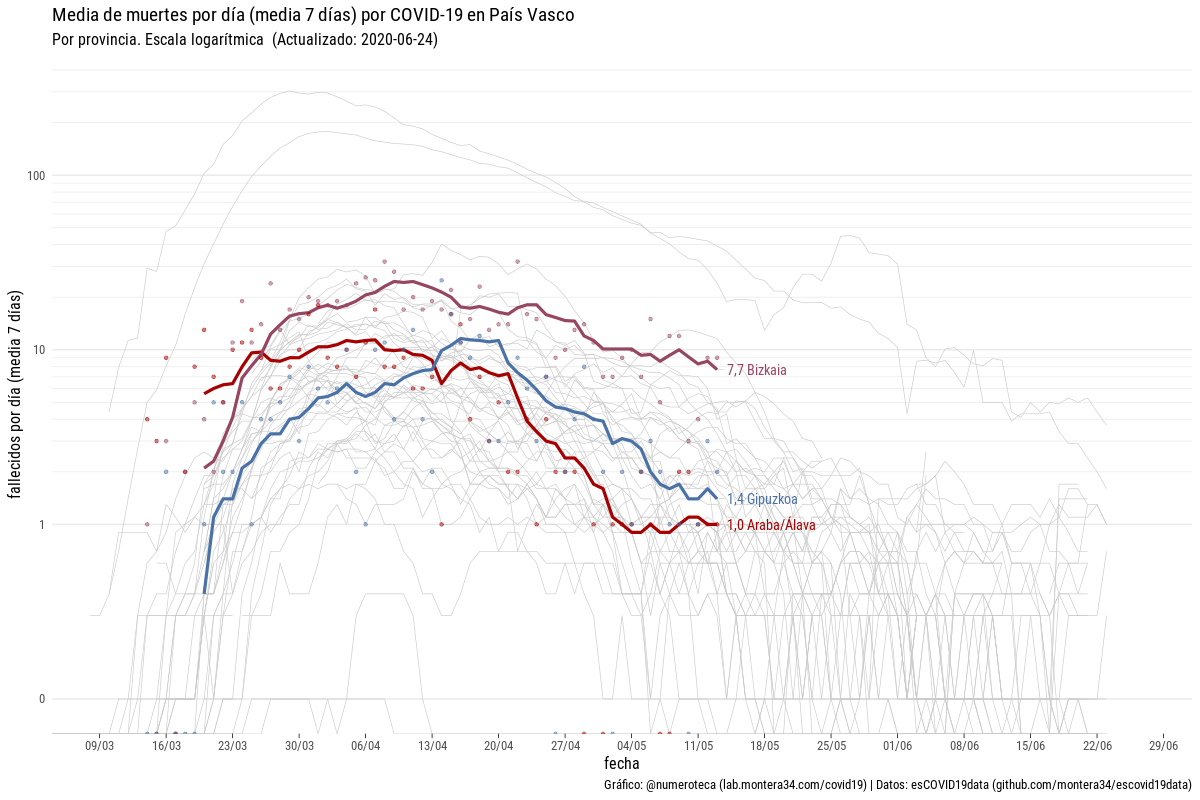 Media de muertes por día (media 7 días) por COVID-19 en País Vasco
Por provincia. Escala logarítmica (Actualizado: 2020-06-24)
fallecidos por día (media 7 días)
100
10
1
0
7,7 Bizkaia
1,4 Gipuzkoa
1,0 Araba/Álava
09/03 16/03 22/03 30/03 06/04 13/04 20/04 27/04 04/05 11/05 18/05 25/05 01/06 08/06 15/06 22/06 29/06
fecha
Gráfico: @numeroteca (lab.montera34.com/covid19) | Datos: esCOVID19data (github.com/montera34/escovid19data)